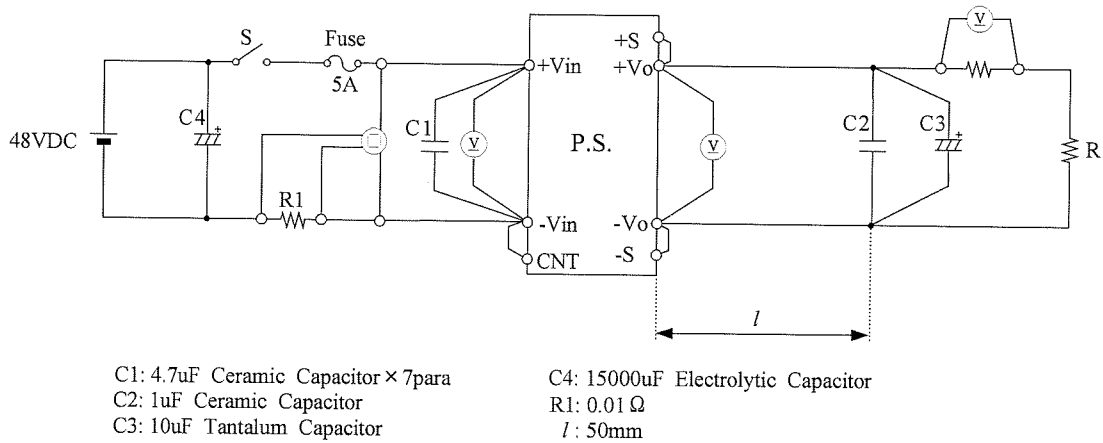 S
Fuse
5A
C4
48VDC
R1
C1
V
+Vin
-Vin
CNT
P.S.
+S
+Vo
-Vo
-S
V
V
C2
C3
R
l
C1: 4.7uF Ceramic Capacitor × 7para
C2: 1uF Ceramic Capacitor
C3: 10uF Tantalum Capacitor
C4: 15000uF Electrolytic Capacitor
R1: 0.01Ω
l : 50mm